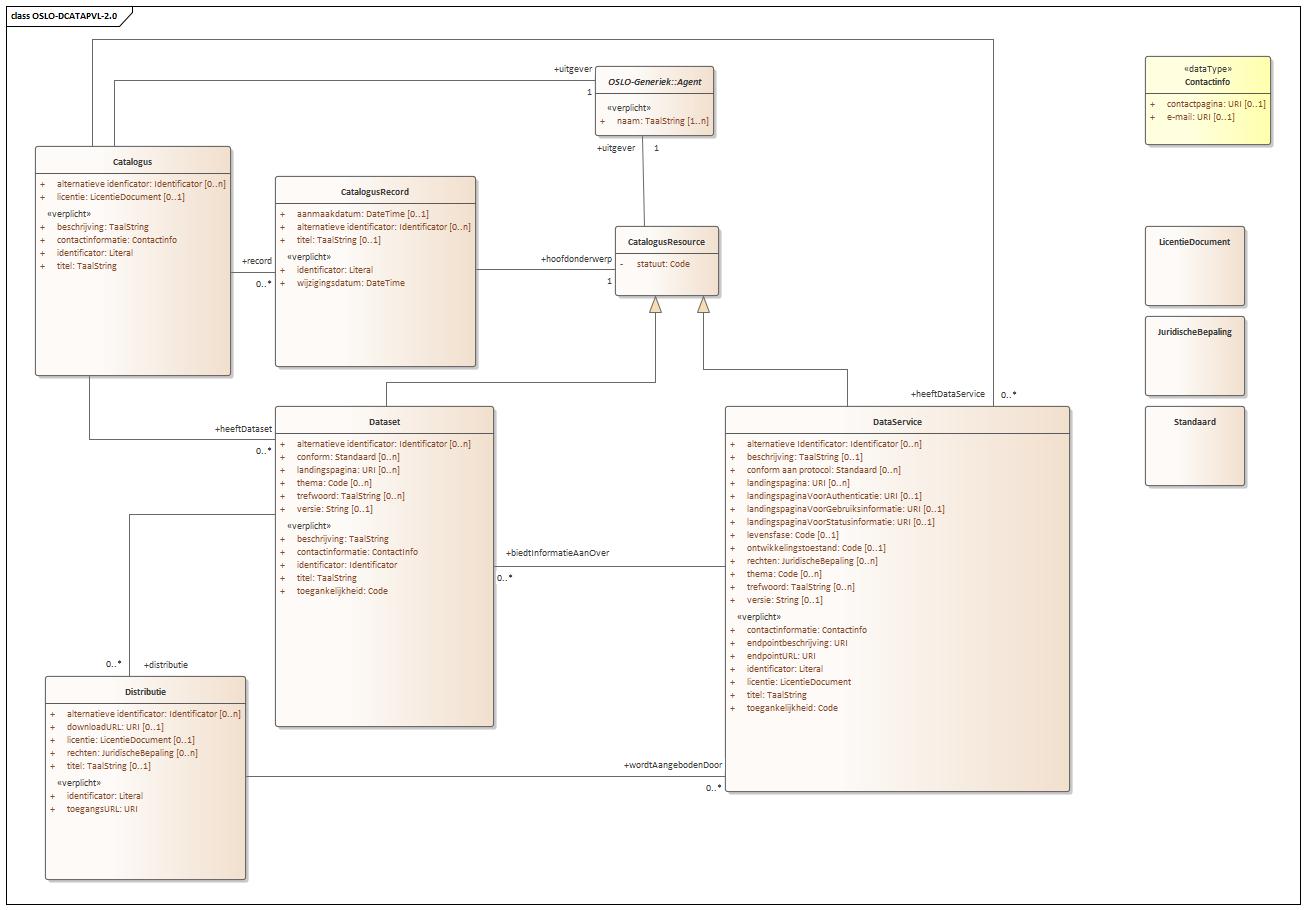 class OSLO-DCATAPVL-2.0
+uitgever
1
OSLO-Generiek::Agent
«verplicht»
+ naam: TaalString [1..n]
+uitgever 1
«dataType»
Contactinfo
+ contactpagina: URI [0..1]
+ e-mail: URI [0..1]
Catalogus
+ alternatieve idenficator: Identificator [0..n]
+ licentie: LicentieDocument [0..1]
«verplicht»
+ beschrijving: TaalString
+ contactinformatie: Contactinfo
+ identificator: Literal
+ titel: TaalString
+record
0..*
CatalogusRecord
+ aanmaakdatum: DateTime [0..1]
+ alternatieve identificator: Identificator [0..n]
+ titel: TaalString [0..1]
«verplicht»
+ identificator: Literal
+ wijzigingsdatum: DateTime
+hoofdonderwerp
1
CatalogusResource
- statuut: Code
LicentieDocument
JuridischeBepaling
Standaard
+heeftDataService 0..*
+heeftDataset
0..*
Dataset
+ alternatieve identificator: Identificator [0..n]
+ conform: Standaard [0..n]
+ landingspagina: URI [0..n]
+ thema: Code [0..n]
+ trefwoord: TaalString [0..n]
+ versie: String [0..1]
«verplicht»
+ beschrijving: TaalString
+ contactinformatie: ContactInfo
+ identificator: Identificator
+ titel: TaalString
+ toegankelijkheid: Code
+biedtInformatieAanOver
0..*
DataService
+ alternatieve Identificator: Identificator [0..n]
+ beschrijving: TaalString [0..1]
+ conform aan protocol: Standaard [0..n]
+ landingspagina: URI [0..n]
+ landingspaginaVoorAuthenticatie: URI [0..1]
+ landingspaginaVoorGebruiksinformatie: URI [0..1]
+ landingspaginaVoorStatusinformatie: URI [0..1]
+ levensfase: Code [0..1]
+ ontwikkelingstoestand: Code [0..1]
+ rechten: JuridischeBepaling [0..n]
+ thema: Code [0..n]
+ trefwoord: TaalString [0..n]
+ versie: String [0..1]
«verplicht»
+ contactinformatie: Contactinfo
+ endpointbeschrijving: URI
+ endpointURL: URI
+ identificator: Literal
+ licentie: LicentieDocument
+ titel: TaalString
+ toegankelijkheid: Code
0..* +distributie
Distributie
+ alternatieve identificator: Identificator [0..n]
+ downloadURL: URI [0..1]
+ licentie: LicentieDocument [0..1]
+ rechten: JuridischeBepaling [0..n]
+ titel: TaalString [0..1]
«verplicht»
+ identificator: Literal
+ toegangsURL: URI
+wordtAangebodenDoor
0..*